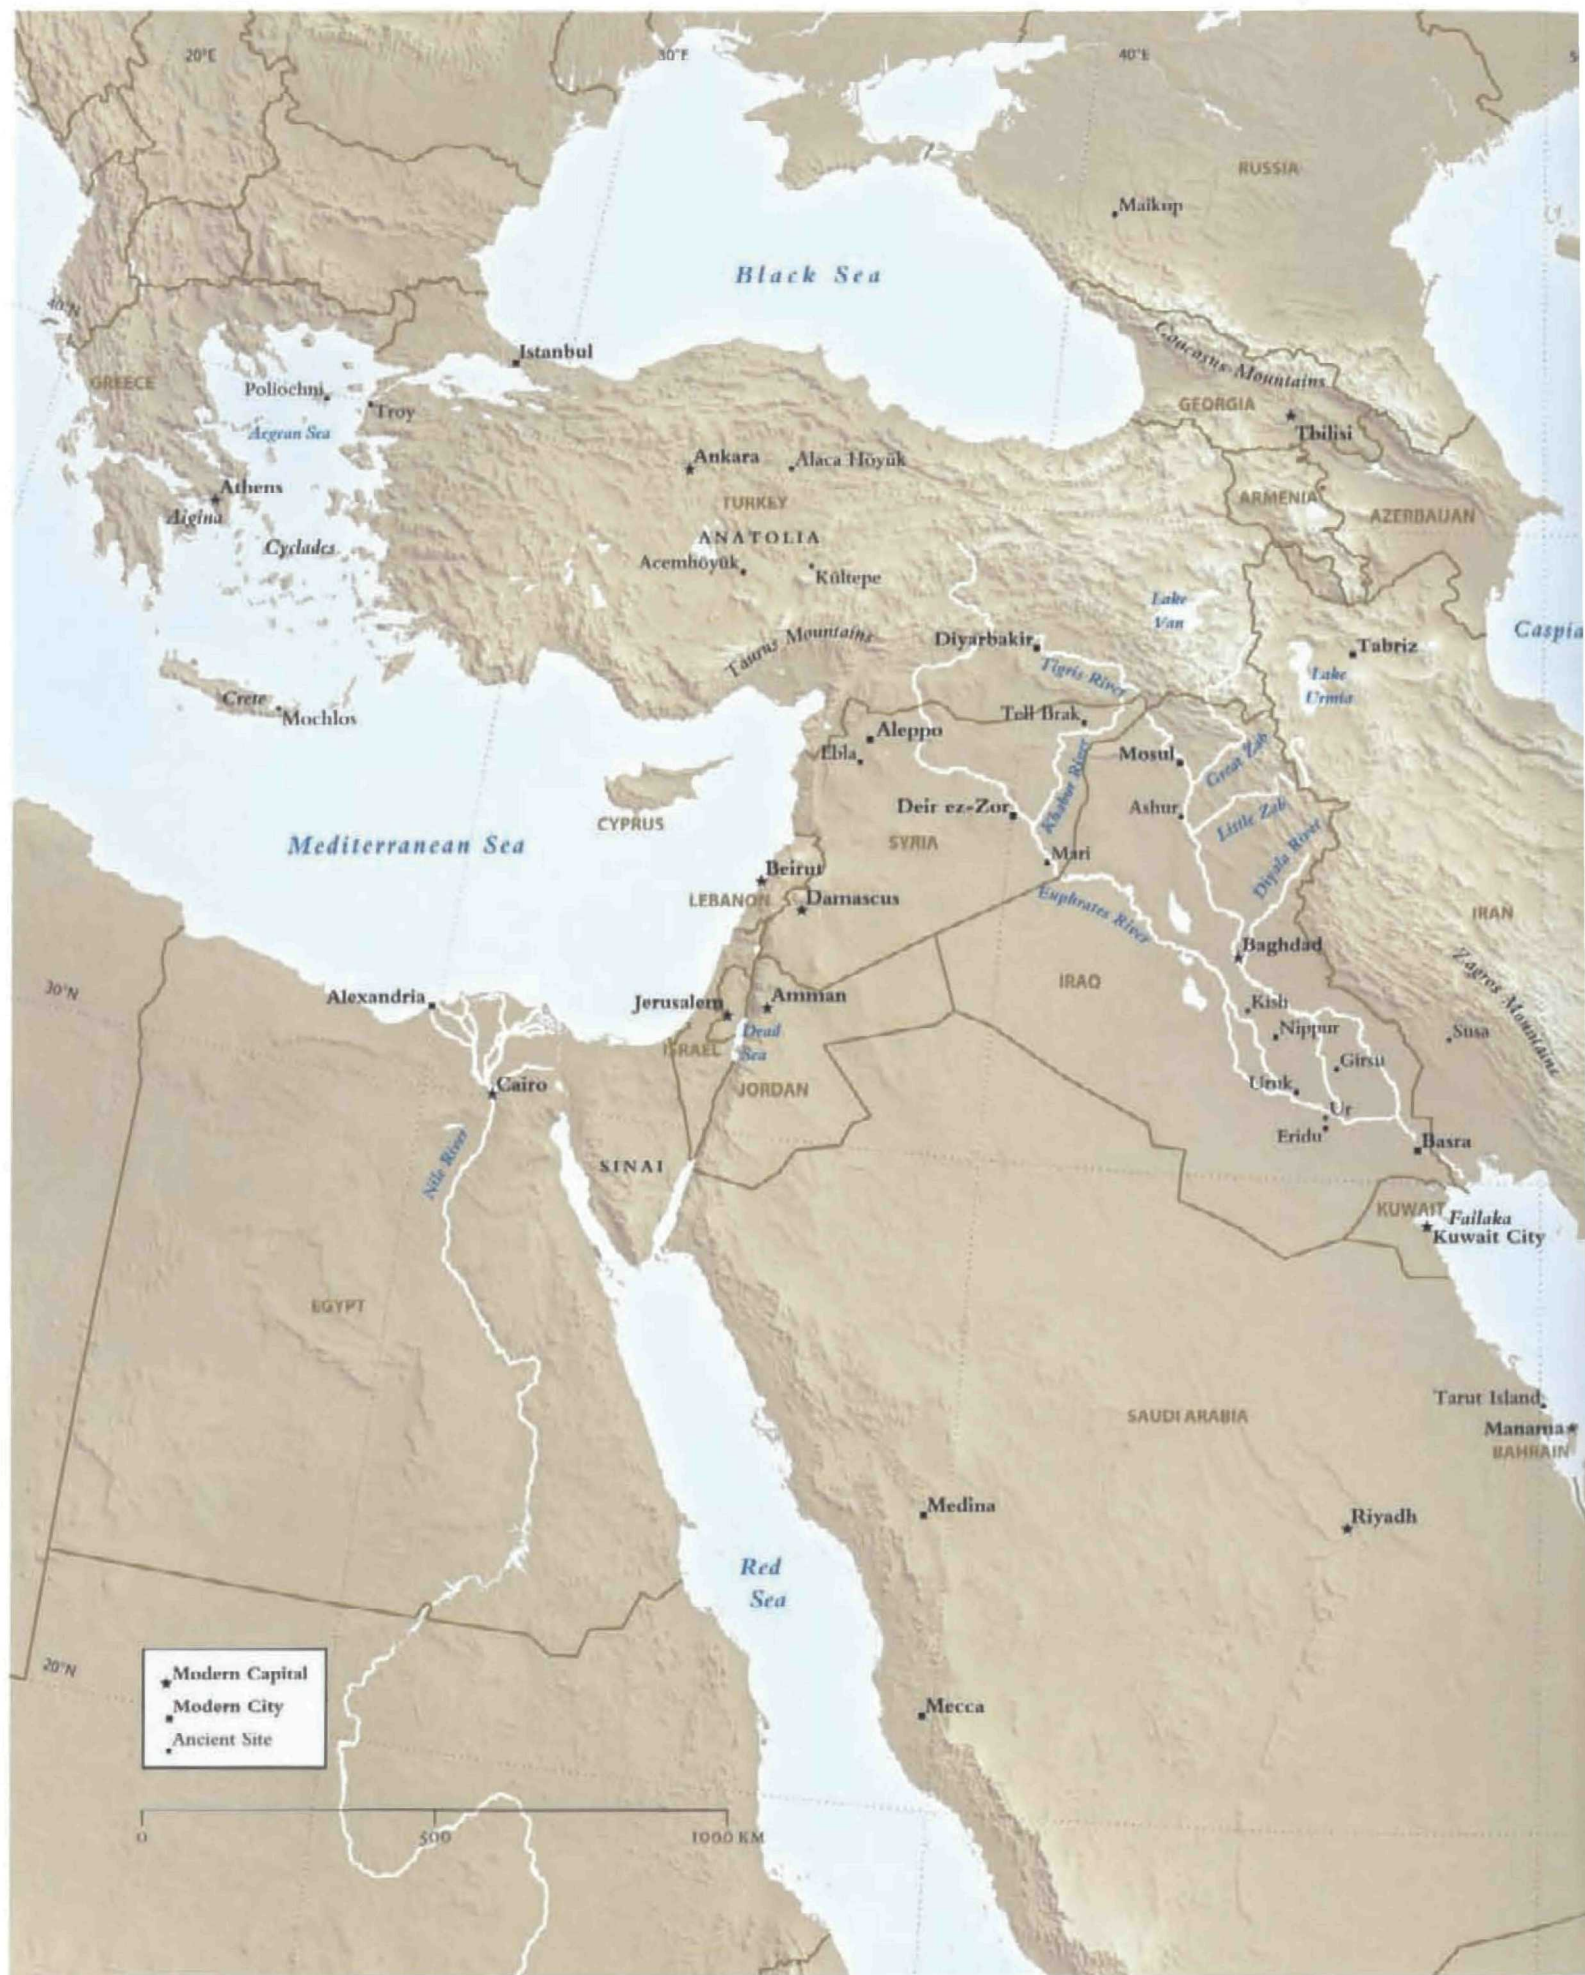 20°E
30°E
40°E
RUSSIA
Maikop
Black Sea
40°N
Caucasus Mountains
Istanbul
GREECE
Poliochni
Troy
GEORGIA
Tbilisi
Aegean Sea
Ankara
Alaca Höyük
Athens
TURKEY
ARMENIA
AZERBAIJAN
Aigina
ANATOLIA
Cyclades
Acemhöyük
Kültepe
Lake
Van
Caspia
Taurus Mountains
Diyarbakir
Tabriz
Tigris River
Lake
Urmia
Crete
Mochlos
Tell Brak
Aleppo
Ebla
Mosul
Great Zab
Khabur River
Deir ez-Zor
Ashur
Little Zab
CYPRUS
Mediterranean Sea
SYRIA
Mari
Diyala River
Beirut
LEBANON
Damascus
Euphrates River
IRAN
Baghdad
Zagros Mountains
30°N
Alexandria
Jerusalem
Amman
IRAQ
Kish
Dead
Sea
Nippur
Susa
ISRAEL
Girsu
Cairo
JORDAN
Uruk
Ur
Eridu
Basra
Nile River
SINAI
KUWAIT
Failaka
Kuwait City
EGYPT
Tarut Island
SAUDI ARABIA
Manama
BAHRAIN
Medina
Riyadh
Red
Sea
20°N
Modern Capital
Modern City
Ancient Site
Mecca
0
500
1000 KM